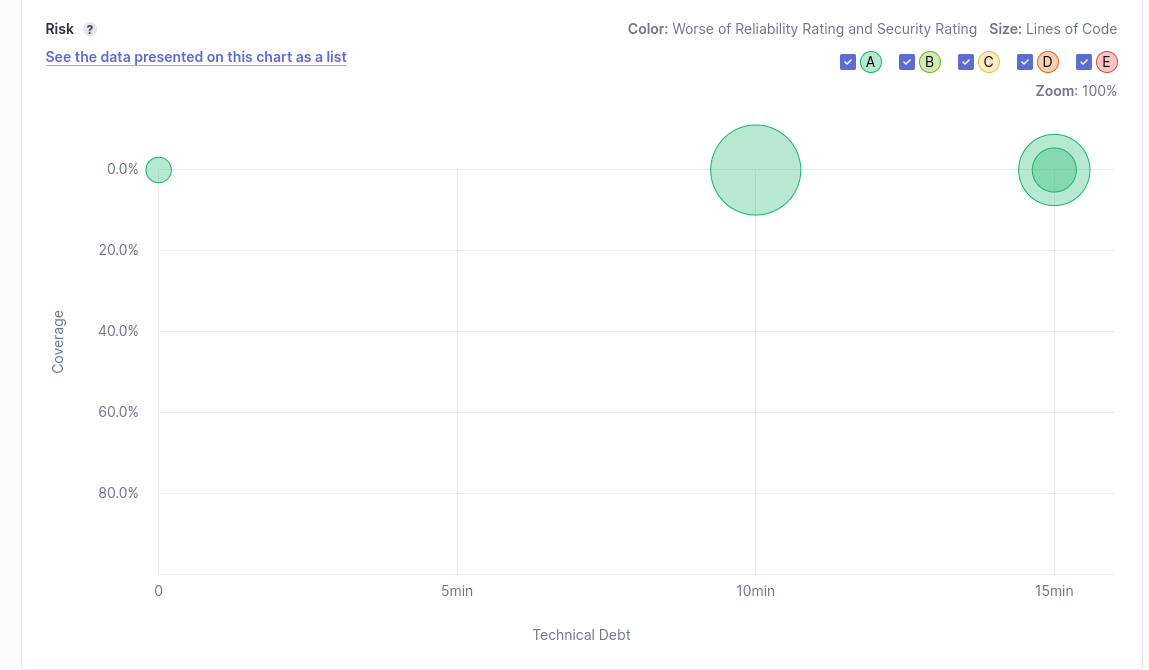 Risk ?
Color: Worse of Reliability Rating and Security Rating Size: Lines of Code
See the data presented on this chart as a list
A B C D E
Zoom: 100%
0.0%
20.0%
40.0%
60.0%
80.0%
Coverage
0 5min 10min 15min
Technical Debt